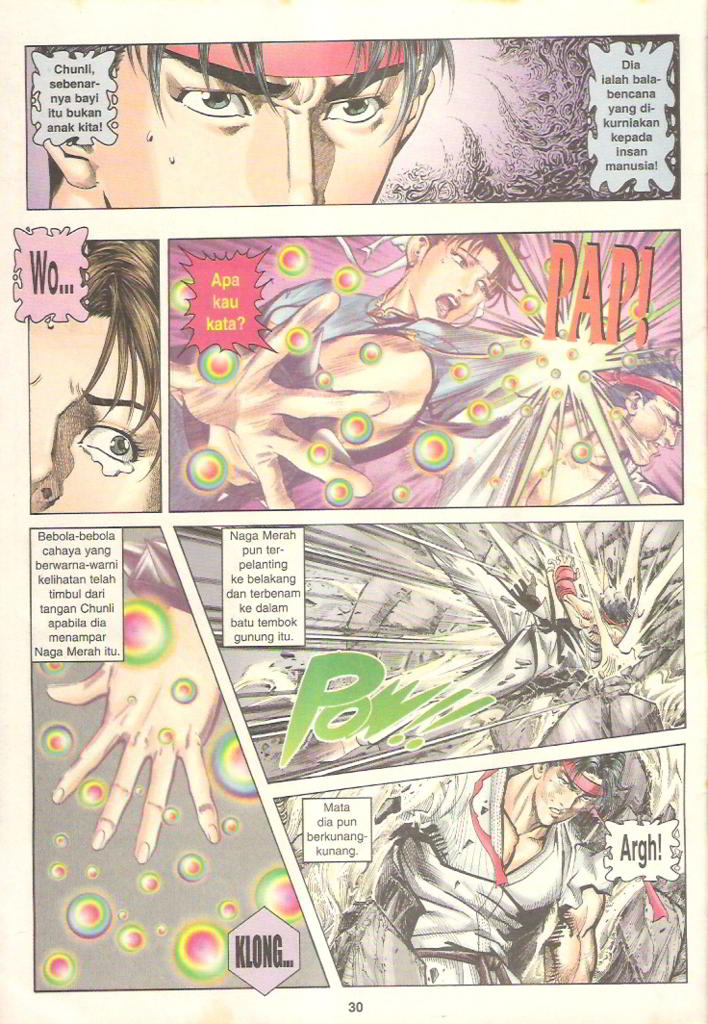 Chunli,
sebenar-
nya bayi
itu bukan
anak kita!
Dia
ialah bala-
bencana
yang di-
kurniakan
kepada
insan
manusia!
Wo...
Apa
kau
kata?
PAP!
Bebola-bebola
cahaya yang
berwarna-warni
kelihatan telah
timbul dari
tangan Chunli
apabila dia
menampar
Naga Merah itu.
Naga Merah
pun ter-
pelanting
ke belakang
dan terbenam
ke dalam
batu tembok
gunung itu.
POW!!!
Mata
dia pun
berkunang-
kunang.
Argh!
KLONG...
30